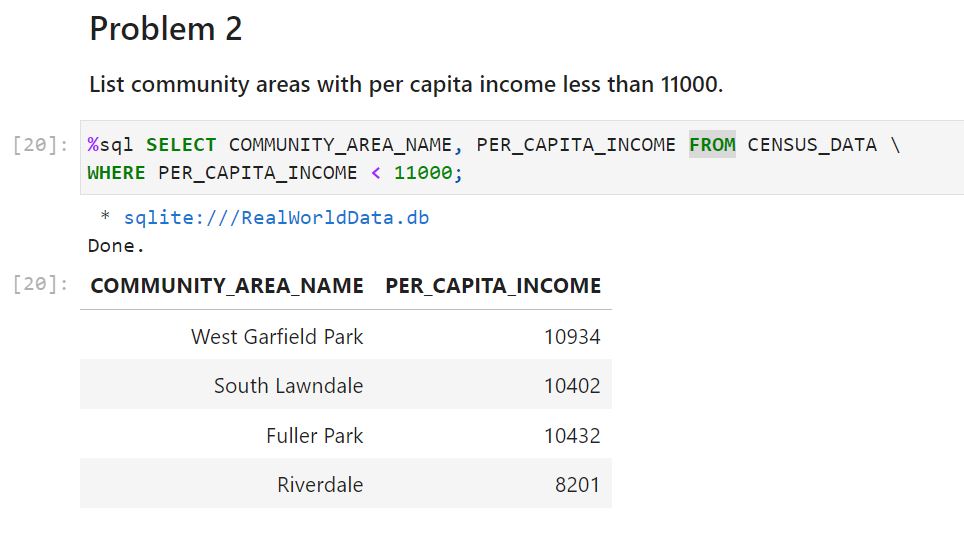 Problem 2
List community areas with per capita income less than 11000.
[20]: %sql SELECT COMMUNITY_AREA_NAME, PER_CAPITA_INCOME FROM CENSUS_DATA \
WHERE PER_CAPITA_INCOME < 11000;
* sqlite:///RealWorldData.db
Done.
[20]: COMMUNITY_AREA_NAME PER_CAPITA_INCOME
West Garfield Park 10934
South Lawndale 10402
Fuller Park 10432
Riverdale 8201